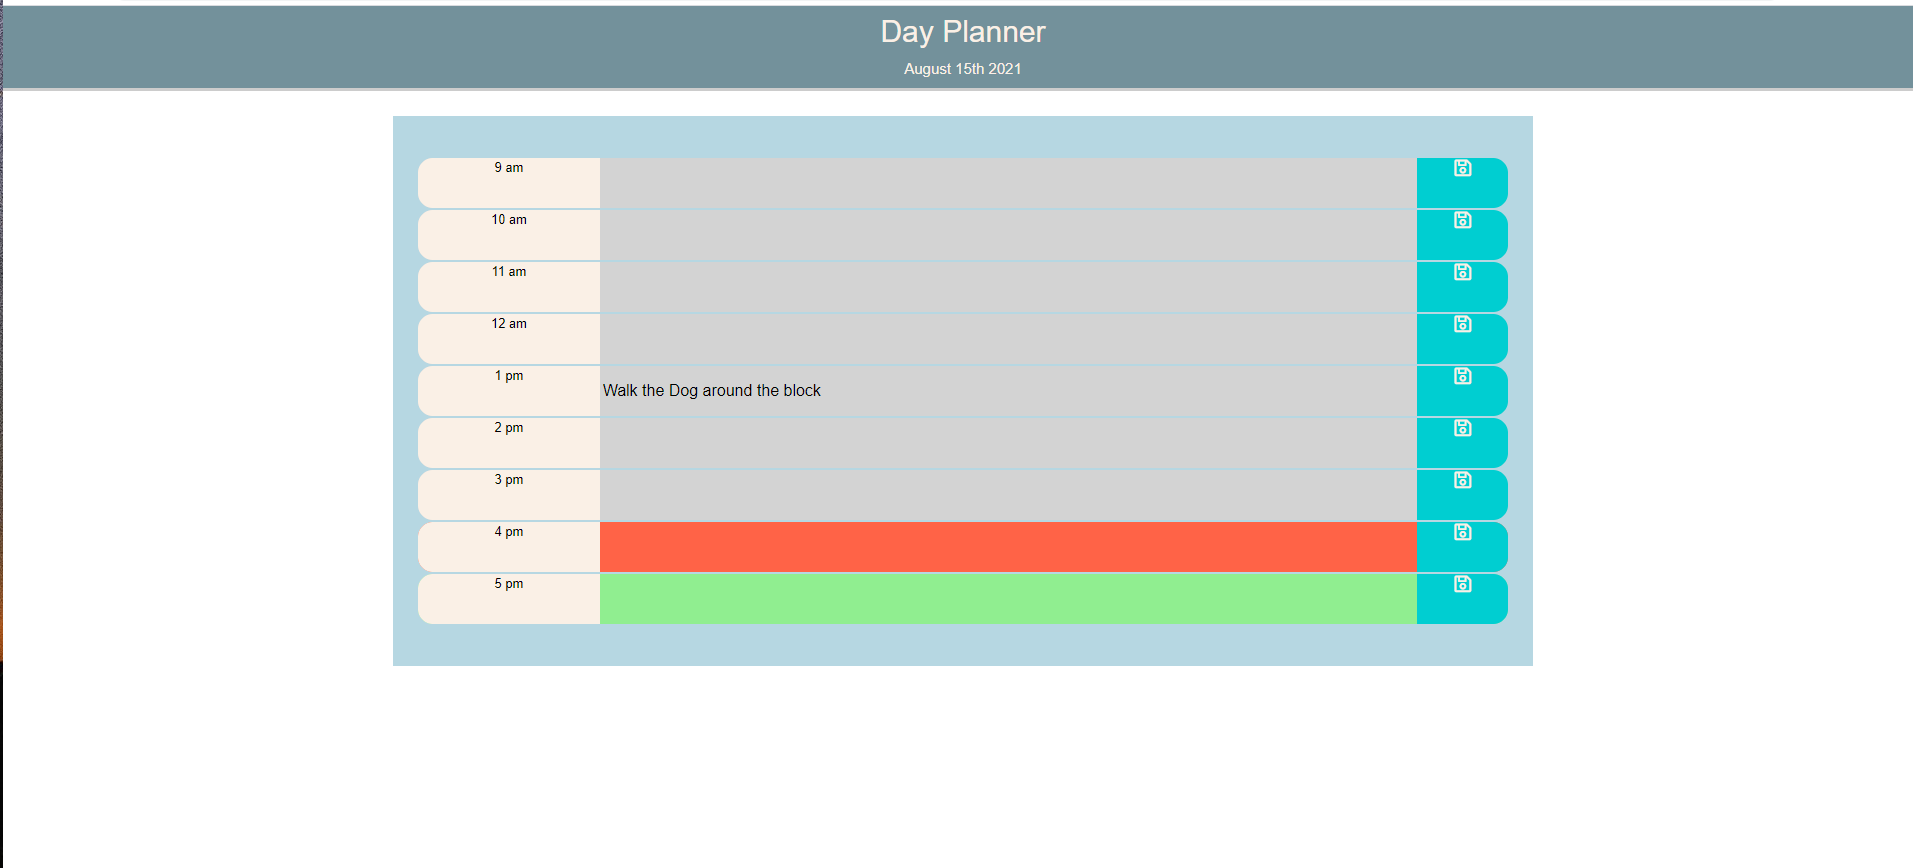 Day Planner
August 15th 2021
9 am
10 am
11 am
12 am
1 pm
Walk the Dog around the block
2 pm
3 pm
4 pm
5 pm